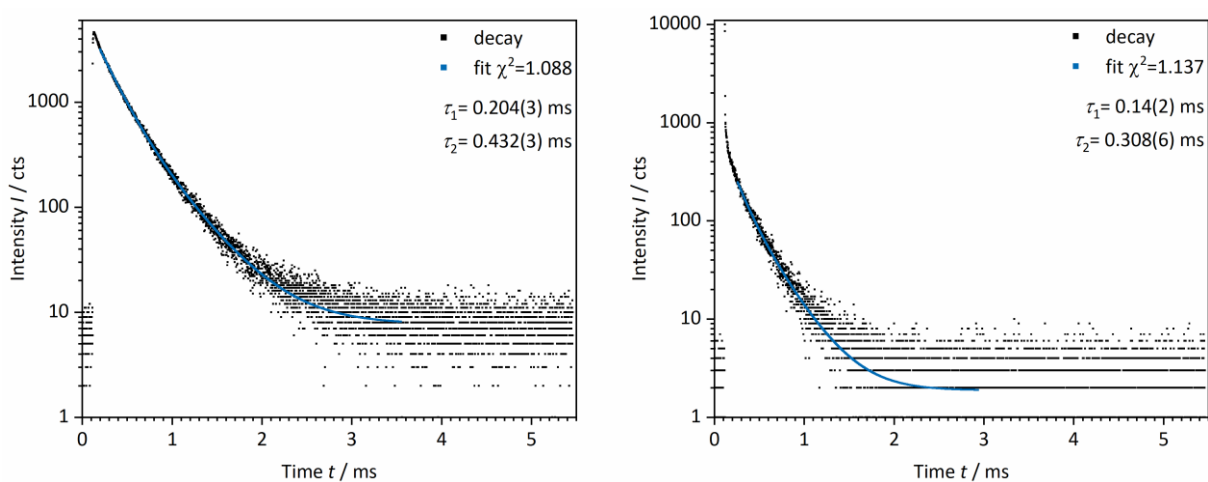 decay
fit χ²=1.088
τ₁= 0.204(3) ms
τ₂= 0.432(3) ms
1000
100
10
1
Intensity I / cts
0 1 2 3 4 5
Time t / ms
10000
decay
fit χ²=1.137
τ₁= 0.14(2) ms
τ₂= 0.308(6) ms
1000
100
10
1
Intensity I / cts
0 1 2 3 4 5
Time t / ms